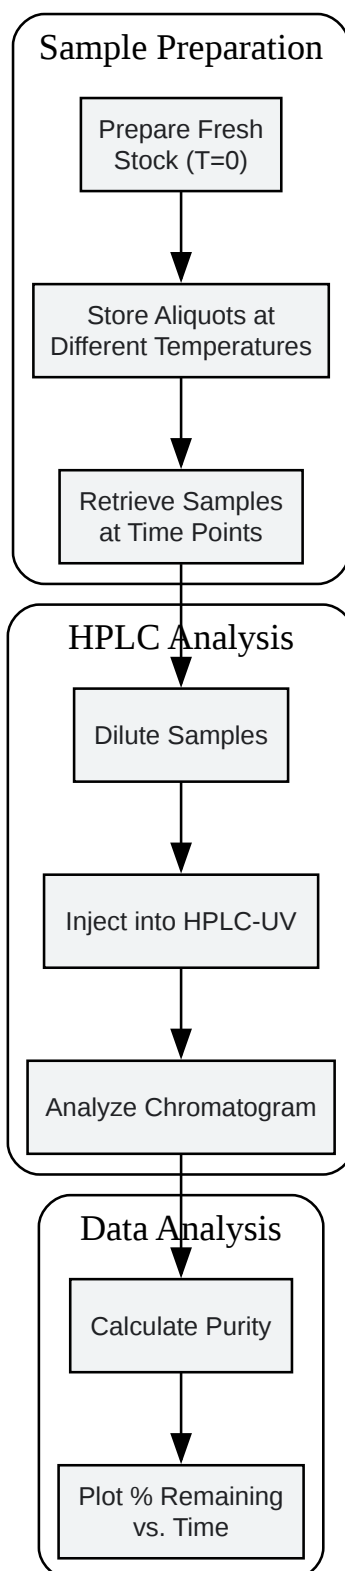 Sample Preparation
Prepare Fresh
Stock (T=0)
Store Aliquots at
Different Temperatures
Retrieve Samples
at Time Points
HPLC Analysis
Dilute Samples
Inject into HPLC-UV
Analyze Chromatogram
Data Analysis
Calculate Purity
Plot % Remaining
vs. Time